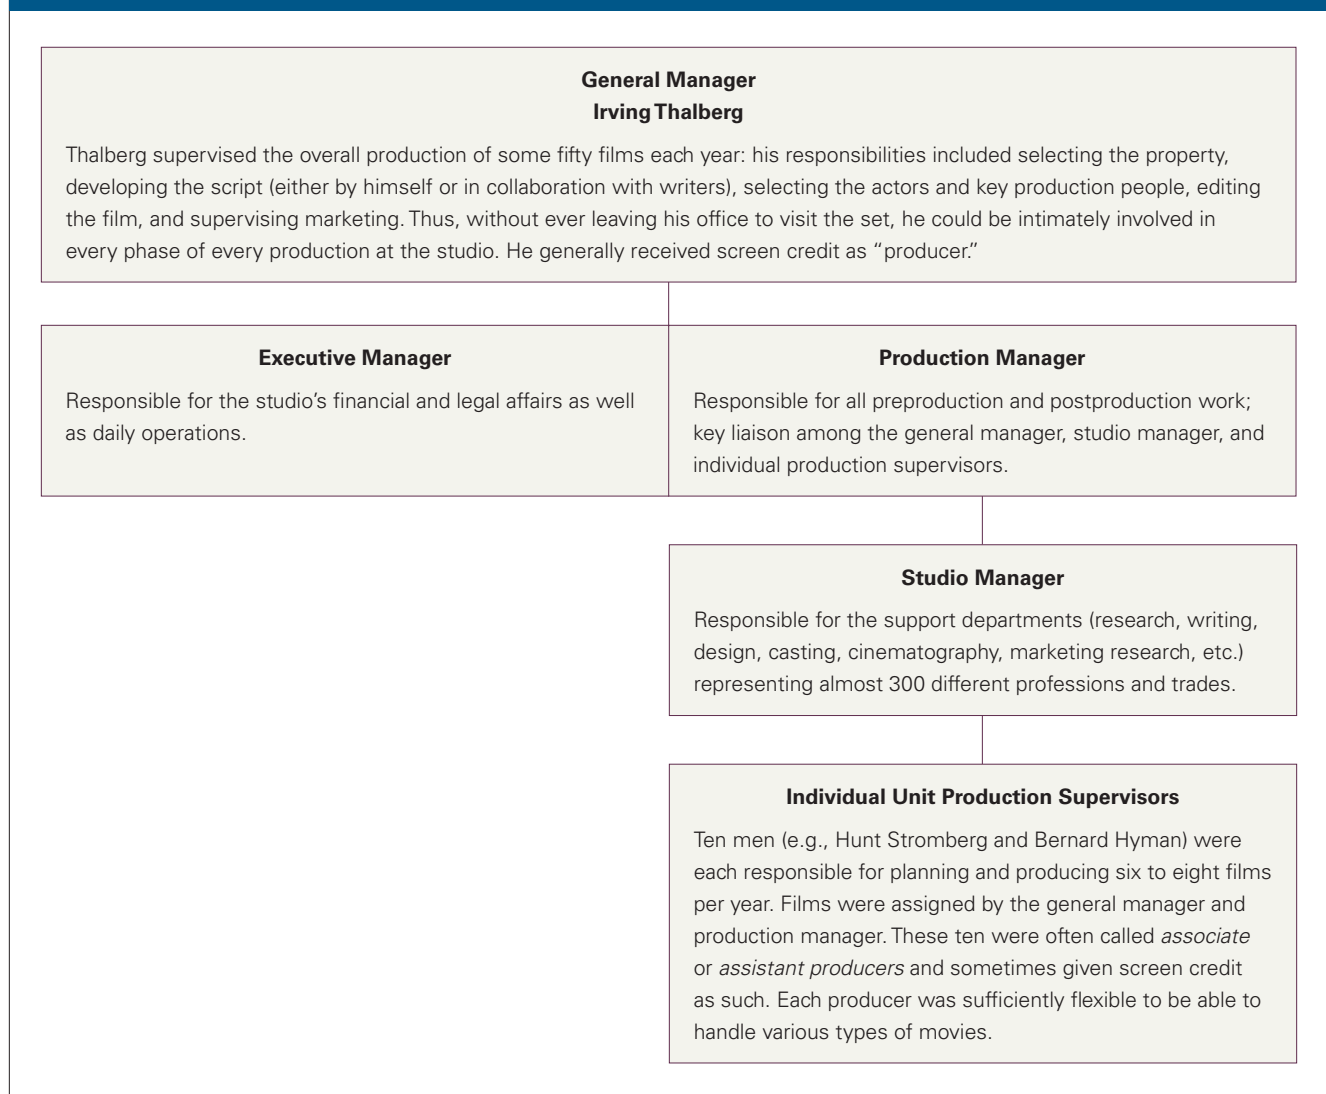 General Manager
Irving Thalberg
Thalberg supervised the overall production of some fifty films each year: his responsibilities included selecting the property,
developing the script (either by himself or in collaboration with writers), selecting the actors and key production people, editing
the film, and supervising marketing. Thus, without ever leaving his office to visit the set, he could be intimately involved in
every phase of every production at the studio. He generally received screen credit as “producer.”
Executive Manager
Responsible for the studio’s financial and legal affairs as well
as daily operations.
Production Manager
Responsible for all preproduction and postproduction work;
key liaison among the general manager, studio manager, and
individual production supervisors.
Studio Manager
Responsible for the support departments (research, writing,
design, casting, cinematography, marketing research, etc.)
representing almost 300 different professions and trades.
Individual Unit Production Supervisors
Ten men (e.g., Hunt Stromberg and Bernard Hyman) were
each responsible for planning and producing six to eight films
per year. Films were assigned by the general manager and
production manager. These ten were often called associate
or assistant producers and sometimes given screen credit
as such. Each producer was sufficiently flexible to be able to
handle various types of movies.